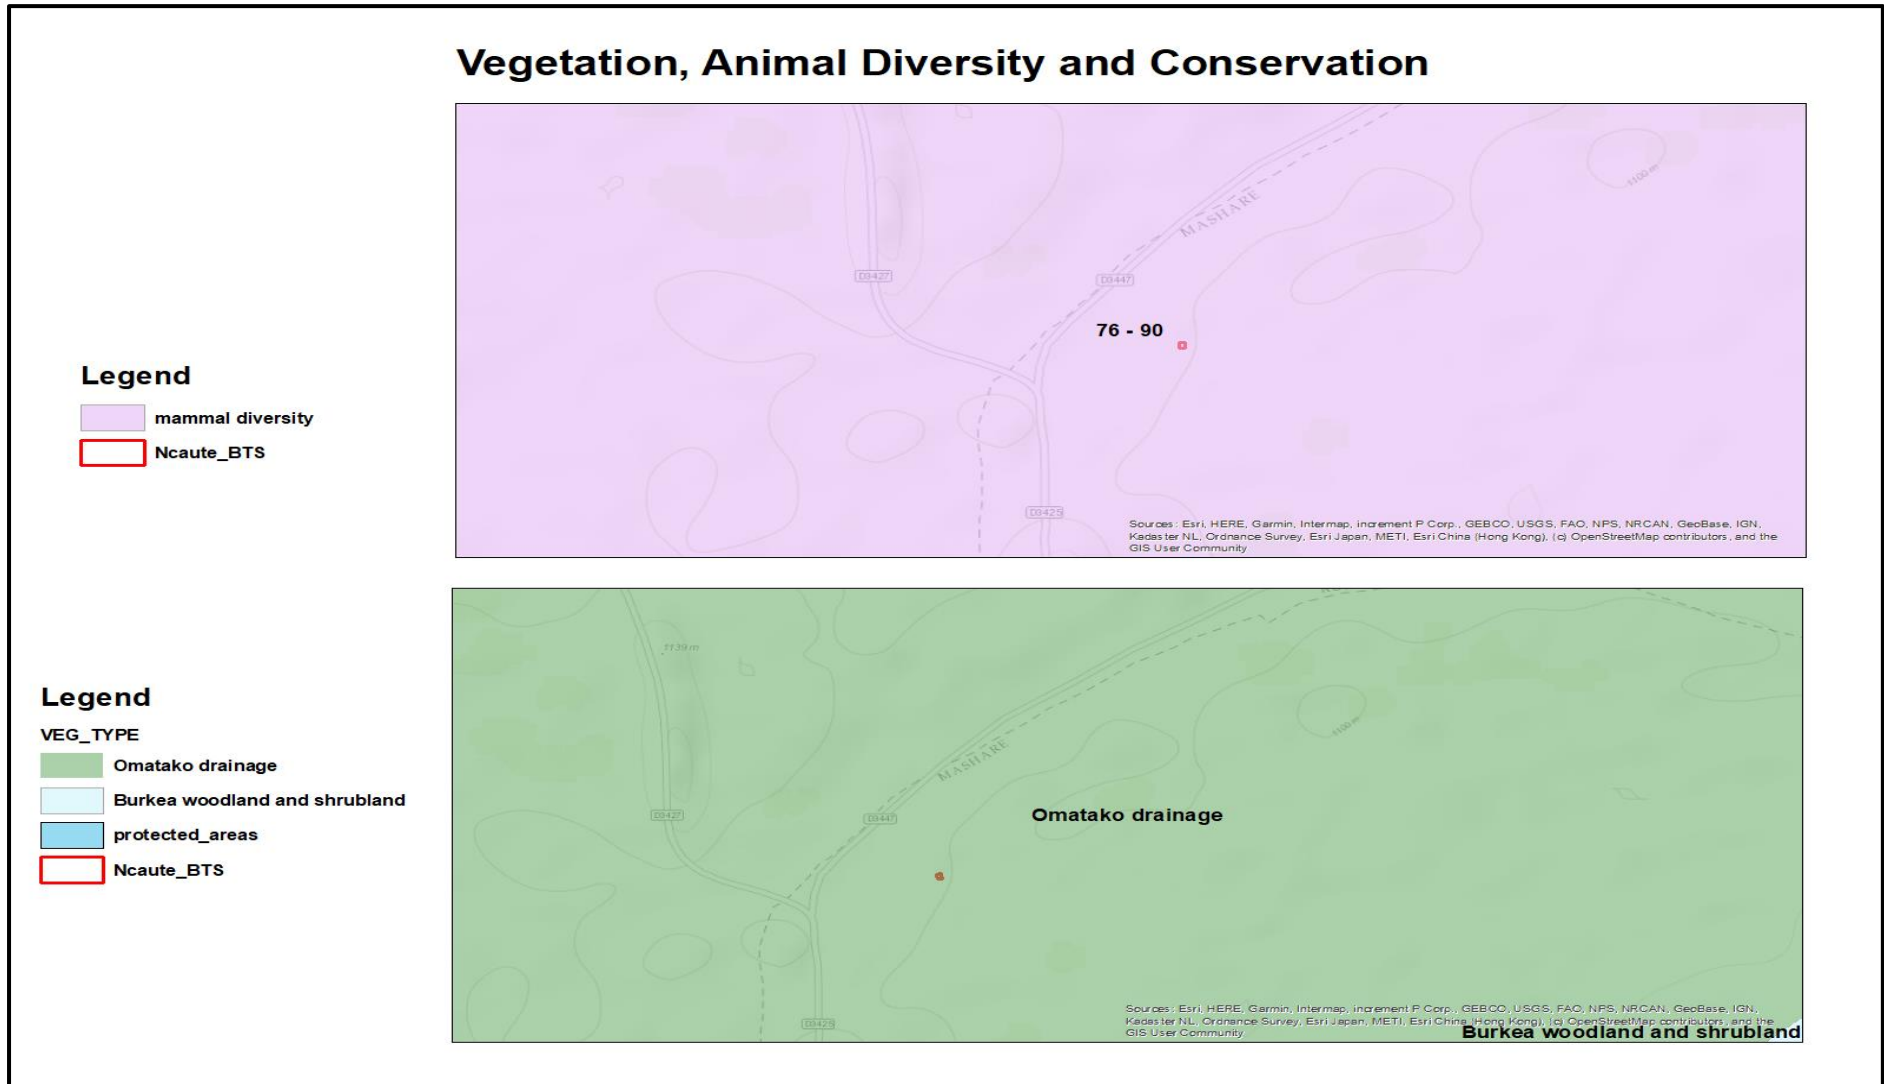 Vegetation, Animal Diversity and Conservation
1100 m
MASHARE
D3427
D3447
76 - 90
Legend
mammal diversity
Ncaute_BTS
D3425
Sources: Esri, HERE, Garmin, Intermap, increment P Corp., GEBCO, USGS, FAO, NPS, NRCAN, GeoBase, IGN,
Kadaster NL, Ordnance Survey, Esri Japan, METI, Esri China (Hong Kong), (c) OpenStreetMap contributors, and the
GIS User Community
1139 m
Legend
VEG_TYPE
Omatako drainage
Burkea woodland and shrubland
protected_areas
Ncaute_BTS
1100 m
MASHARE
D3427
D3447
Omatako drainage
D3425
Sources: Esri, HERE, Garmin, Intermap, increment P Corp., GEBCO, USGS, FAO, NPS, NRCAN, GeoBase, IGN,
Kadaster NL, Ordnance Survey, Esri Japan, METI, Esri China (Hong Kong), (c) OpenStreetMap contributors, and the
GIS User Community
Burkea woodland and shrubland